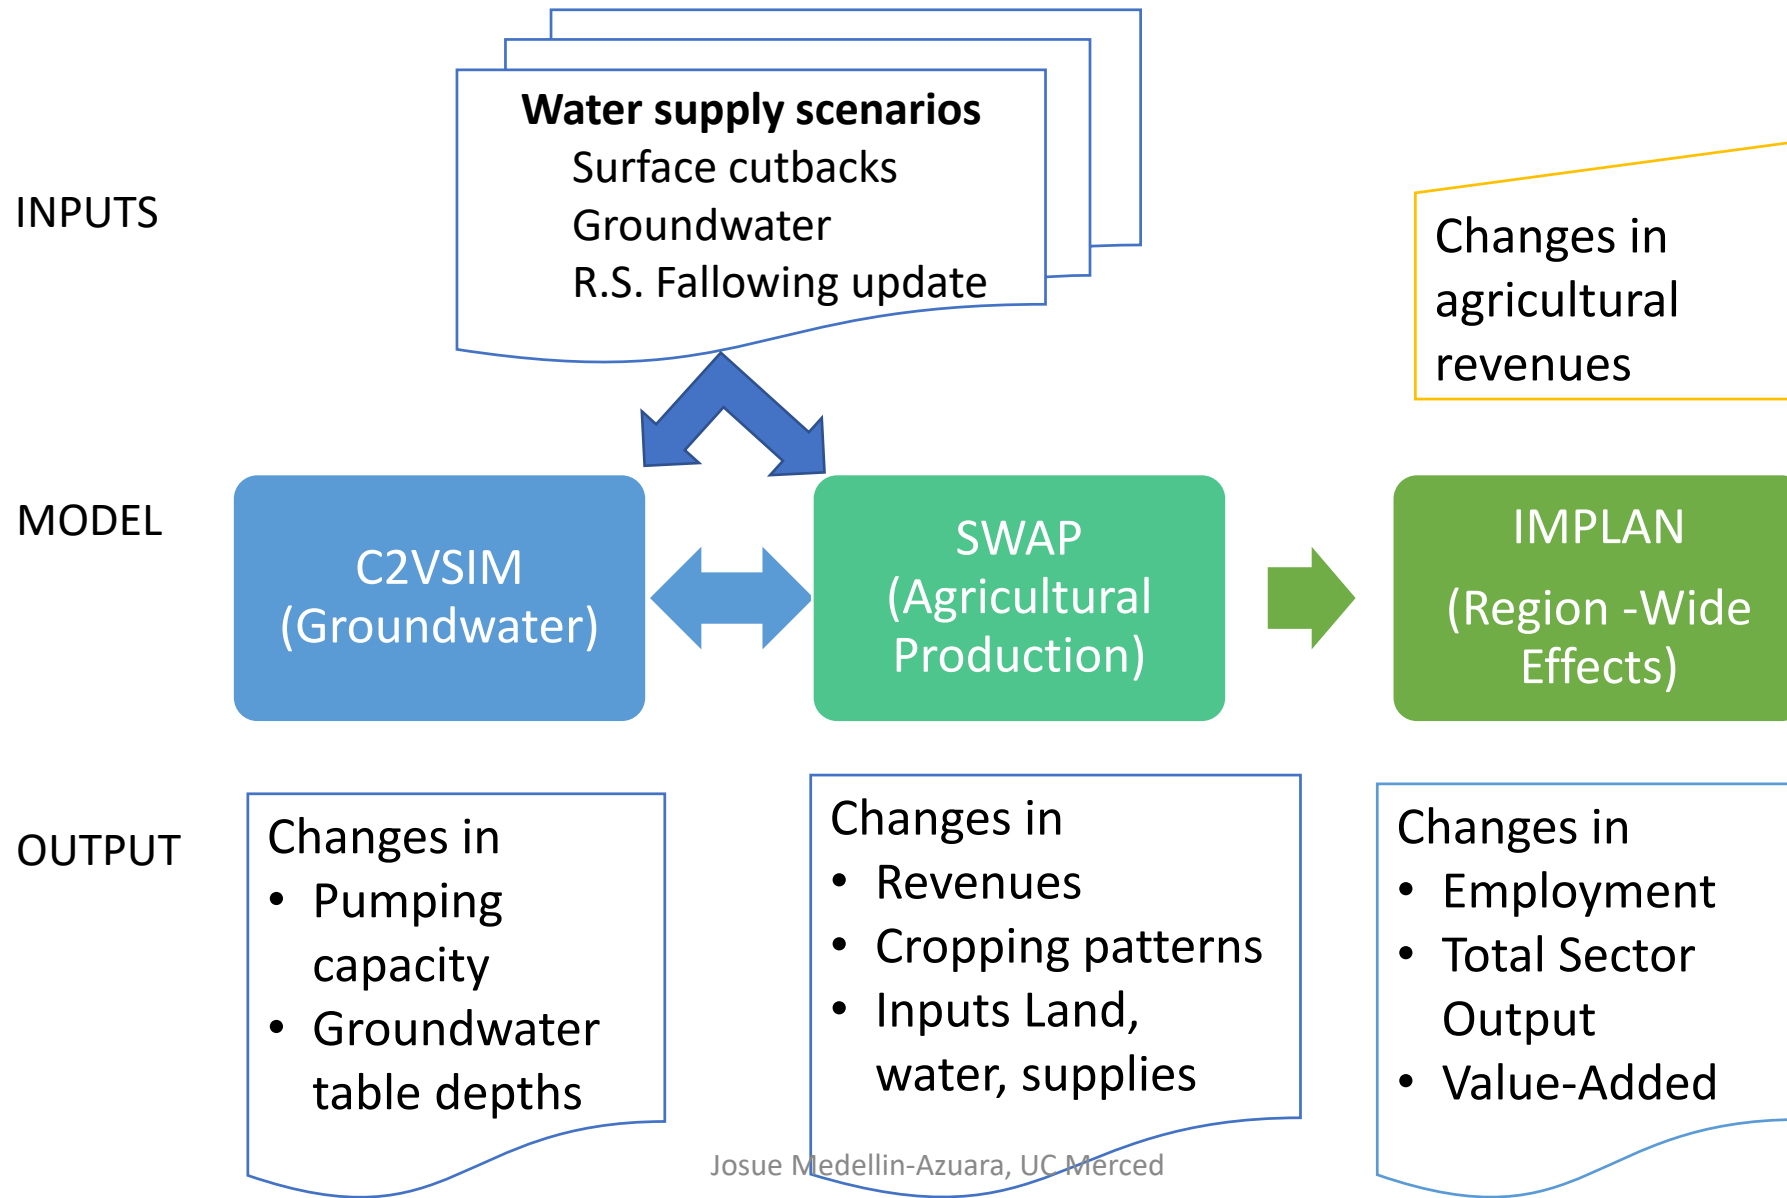 INPUTS
Water supply scenarios
Surface cutbacks
Groundwater
R.S. Fallowing update
Changes in
agricultural
revenues
MODEL
C2VSIM
(Groundwater)
SWAP
(Agricultural
Production)
IMPLAN
(Region -Wide
Effects)
OUTPUT
Changes in
• Pumping
capacity
• Groundwater
table depths
Changes in
• Revenues
• Cropping patterns
• Inputs Land,
water, supplies
Changes in
• Employment
• Total Sector
Output
• Value-Added
Josue Medellin-Azuara, UC Merced